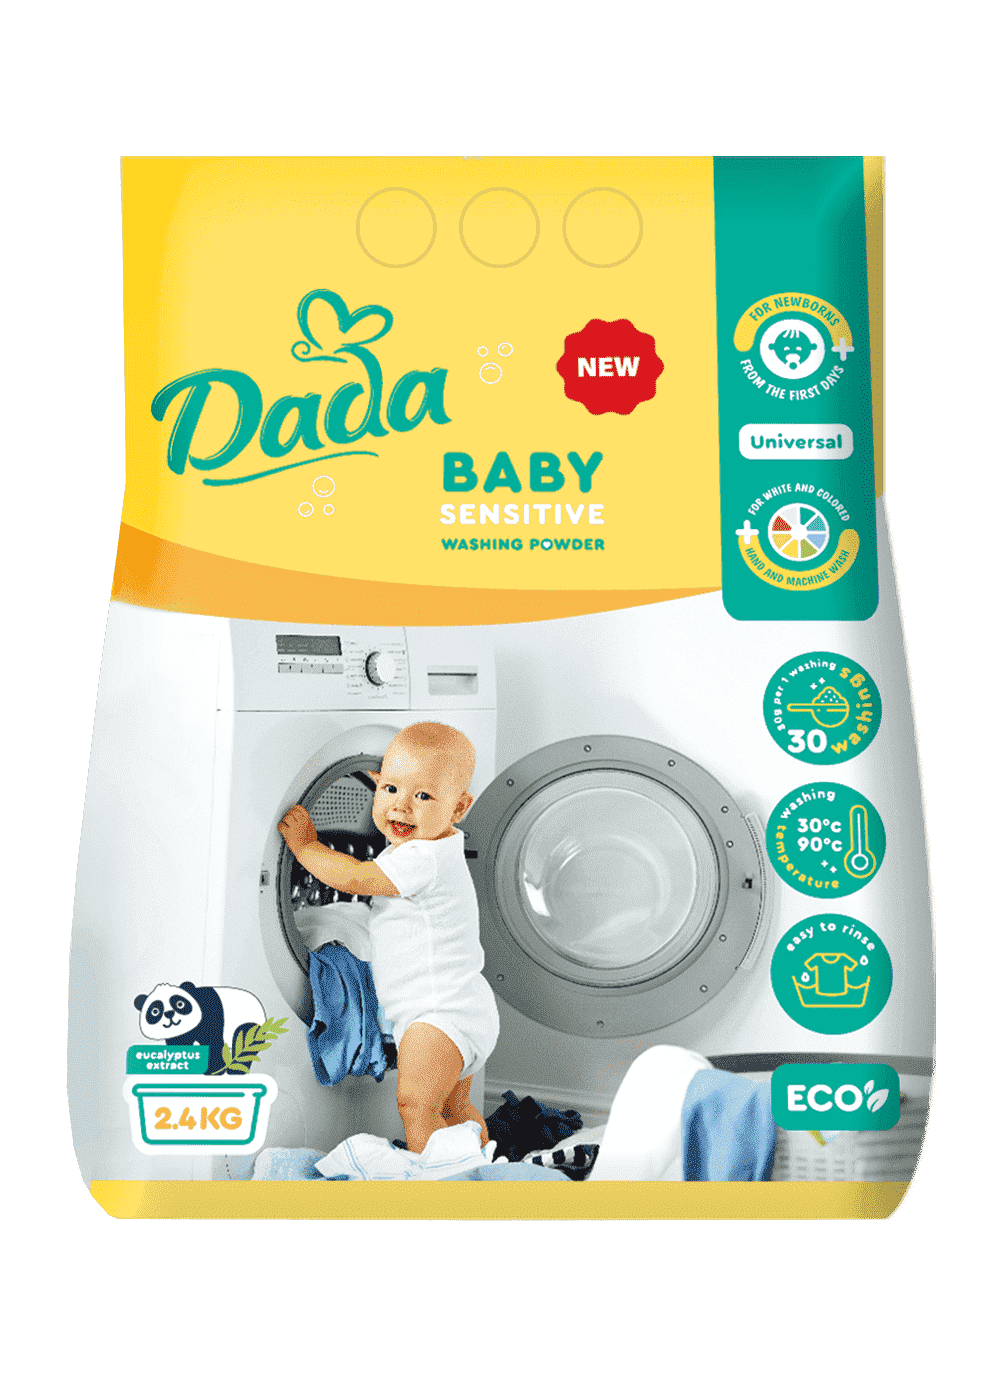 Dada
NEW
BABY
SENSITIVE
WASHING POWDER
FOR NEWBORNS
FROM THE FIRST DAYS
Universal
FOR WHITE AND COLORED
HAND AND MACHINE WASH
80g per 1 washing
30 washings
washing
30°c
90°c
temperature
easy to rinse
eucalyptus
extract
2.4KG
ECO